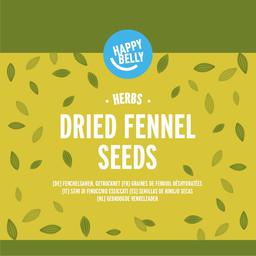 HAPPY
BELLY
• HERBS •
DRIED FENNEL
SEEDS
[DE] FENCHELSAMEN, GETROCKNET [FR] GRAINES DE FENOUIL DÉSHYDRATÉES
[IT] SEMI DI FINOCCHIO ESSICCATI [ES] SEMILLAS DE HINOJO SECAS
[NL] GEDROOGDE VENKELZADEN